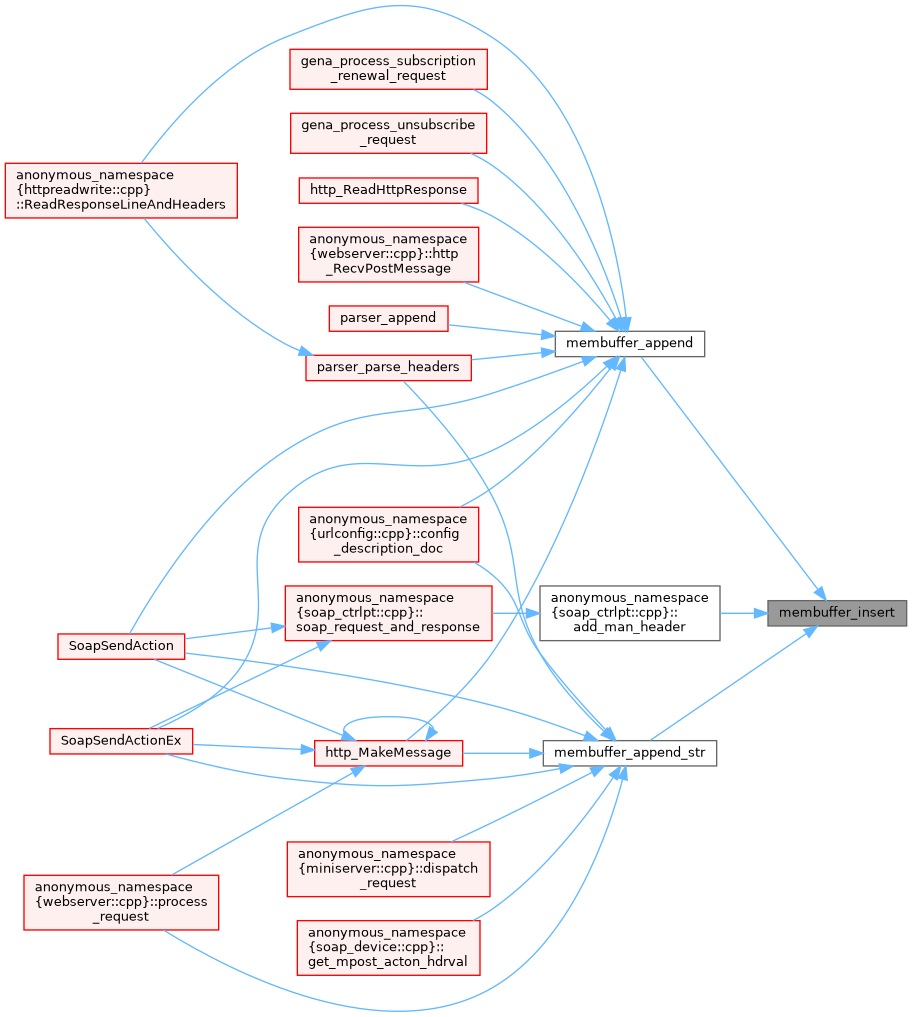 gena_process_subscription
_renewal_request
gena_process_unsubscribe
_request
anonymous_namespace
{httpreadwrite::cpp}
::ReadResponseLineAndHeaders
http_ReadHttpResponse
anonymous_namespace
{webserver::cpp}::http
_RecvPostMessage
parser_append
membuffer_append
parser_parse_headers
anonymous_namespace
{urlconfig::cpp}::config
_description_doc
anonymous_namespace
{soap_ctrlpt::cpp}::
soap_request_and_response
anonymous_namespace
{soap_ctrlpt::cpp}::
add_man_header
membuffer_insert
SoapSendAction
SoapSendActionEx
http_MakeMessage
membuffer_append_str
anonymous_namespace
{miniserver::cpp}::dispatch
_request
anonymous_namespace
{webserver::cpp}::process
_request
anonymous_namespace
{soap_device::cpp}::
get_mpost_acton_hdrval